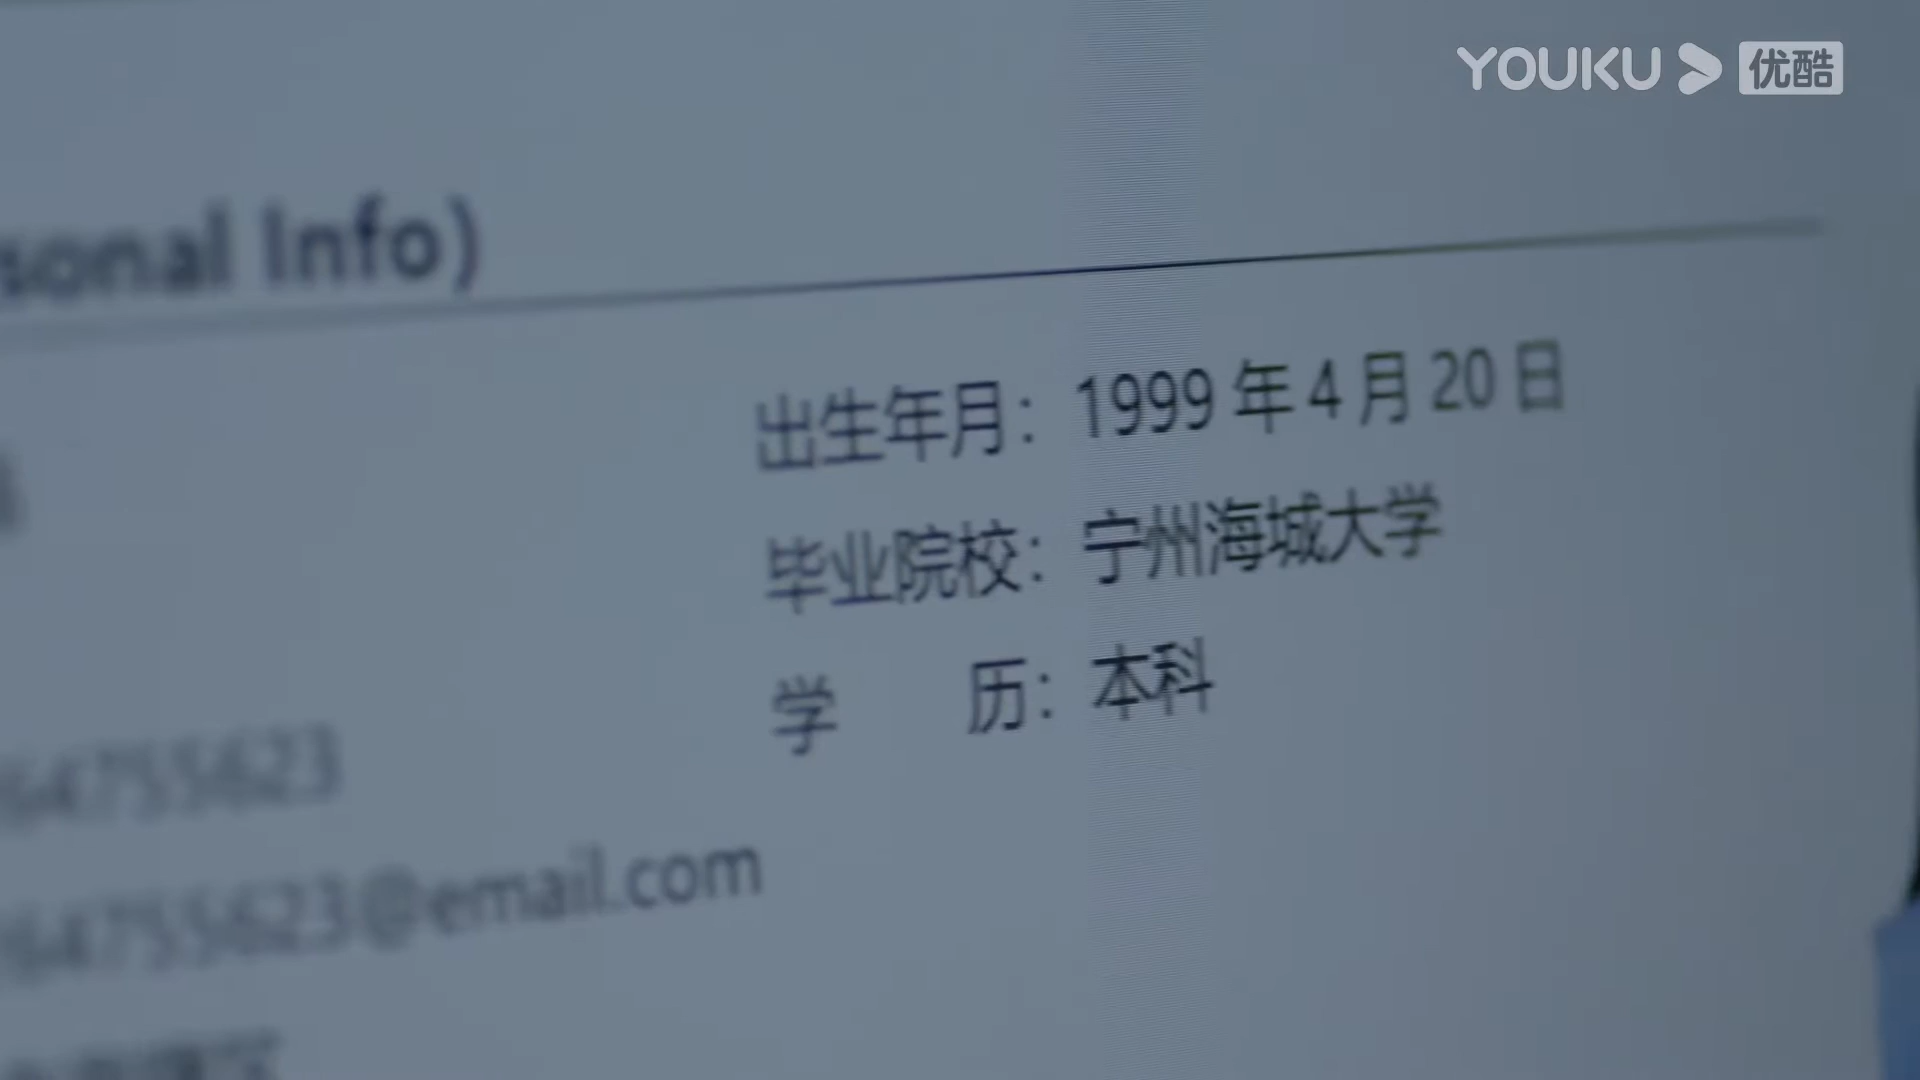 YOUKU 优酷
sonal Info)
出生年月：1999年4月20日
毕业院校：宁州海城大学
学 历：本科
64755623
64755623@email.com